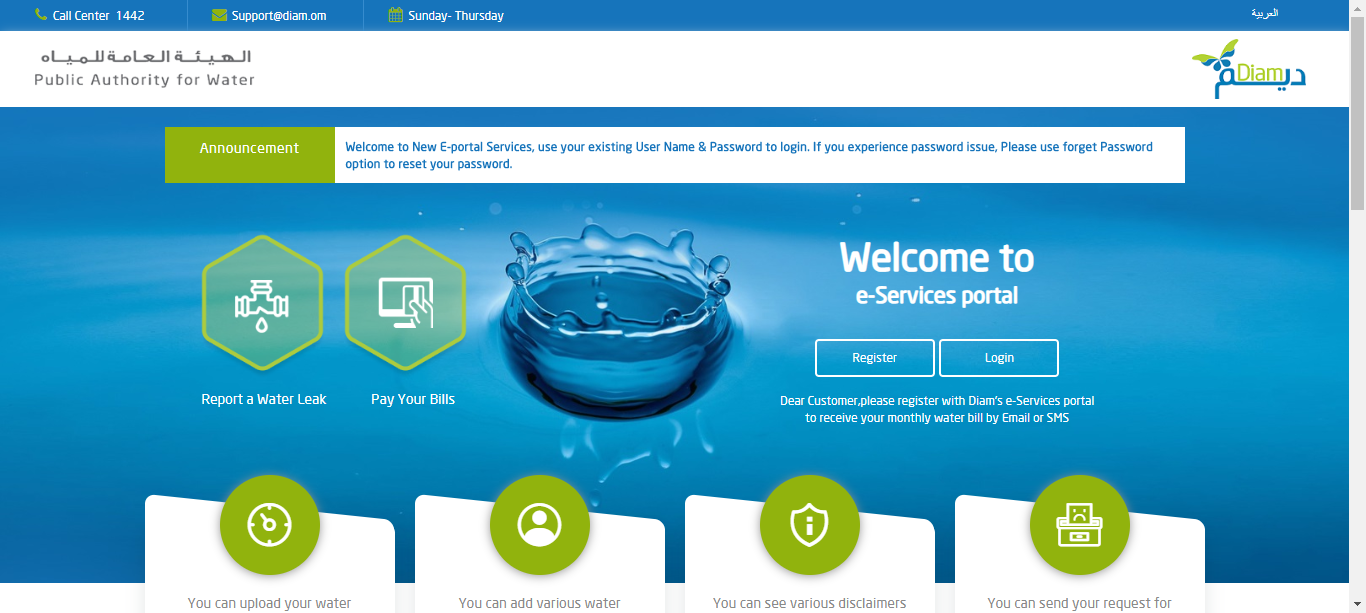 Call Center 1442
Support@diam.om
Sunday- Thursday
العربية
الهيئة العامة للمياه
Public Authority for Water
Diam
ديم
Announcement
Welcome to New E-portal Services, use your existing User Name & Password to login. If you experience password issue, Please use forget Password
option to reset your password.
Welcome to
e-Services portal
Register
Login
Report a Water Leak
Pay Your Bills
Dear Customer,please register with Diam's e-Services portal
to receive your monthly water bill by Email or SMS
You can upload your water
You can add various water
You can see various disclaimers
You can send your request for